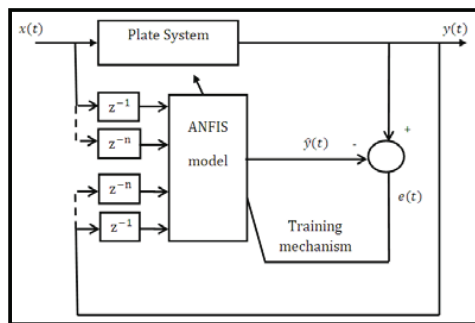 x(t)
Plate System
y(t)
z⁻¹
z⁻ⁿ
z⁻ⁿ
z⁻¹
ANFIS
model
ŷ(t)
-
+
e(t)
Training
mechanism